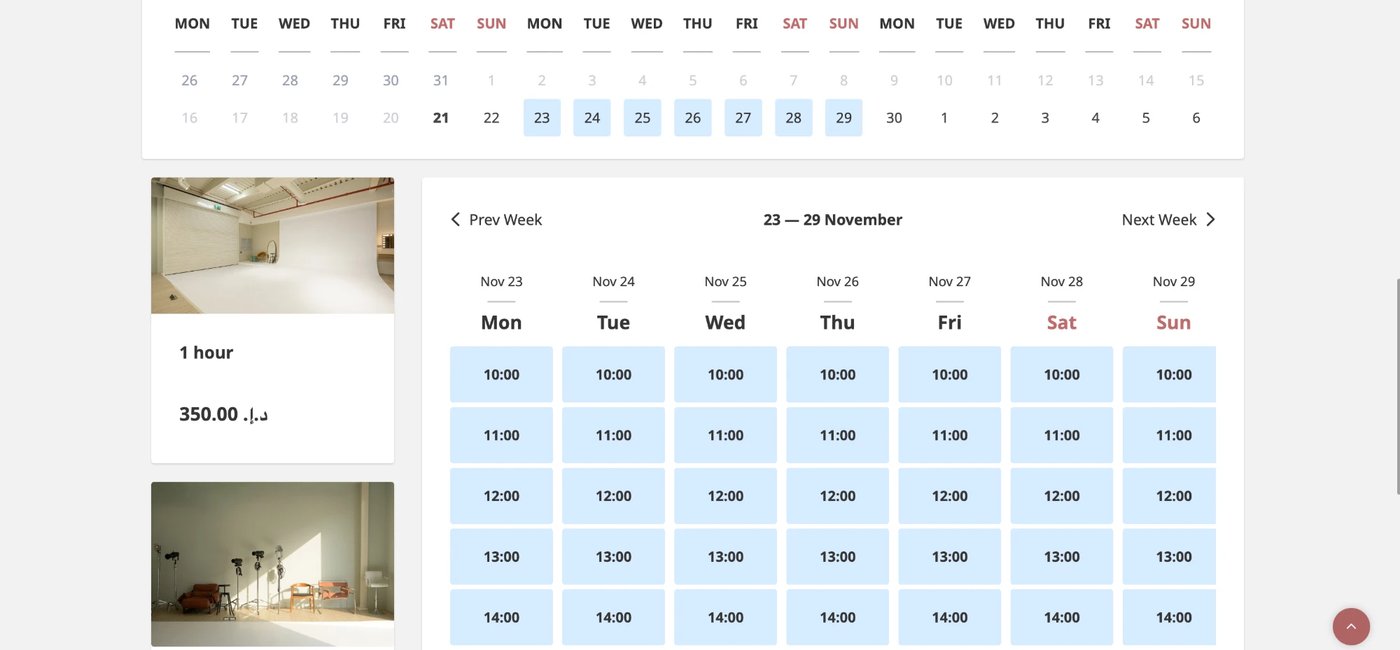 MON TUE WED THU FRI SAT SUN MON TUE WED THU FRI SAT SUN MON TUE WED THU FRI SAT SUN
26 27 28 29 30 31 1 2 3 4 5 6 7 8 9 10 11 12 13 14 15
16 17 18 19 20 21 22 23 24 25 26 27 28 29 30 1 2 3 4 5 6
Prev Week 23 — 29 November Next Week
Nov 23 Nov 24 Nov 25 Nov 26 Nov 27 Nov 28 Nov 29
Mon Tue Wed Thu Fri Sat Sun
10:00 10:00 10:00 10:00 10:00 10:00 10:00
11:00 11:00 11:00 11:00 11:00 11:00 11:00
12:00 12:00 12:00 12:00 12:00 12:00 12:00
13:00 13:00 13:00 13:00 13:00 13:00 13:00
14:00 14:00 14:00 14:00 14:00 14:00 14:00
1 hour
350.00 د.إ.